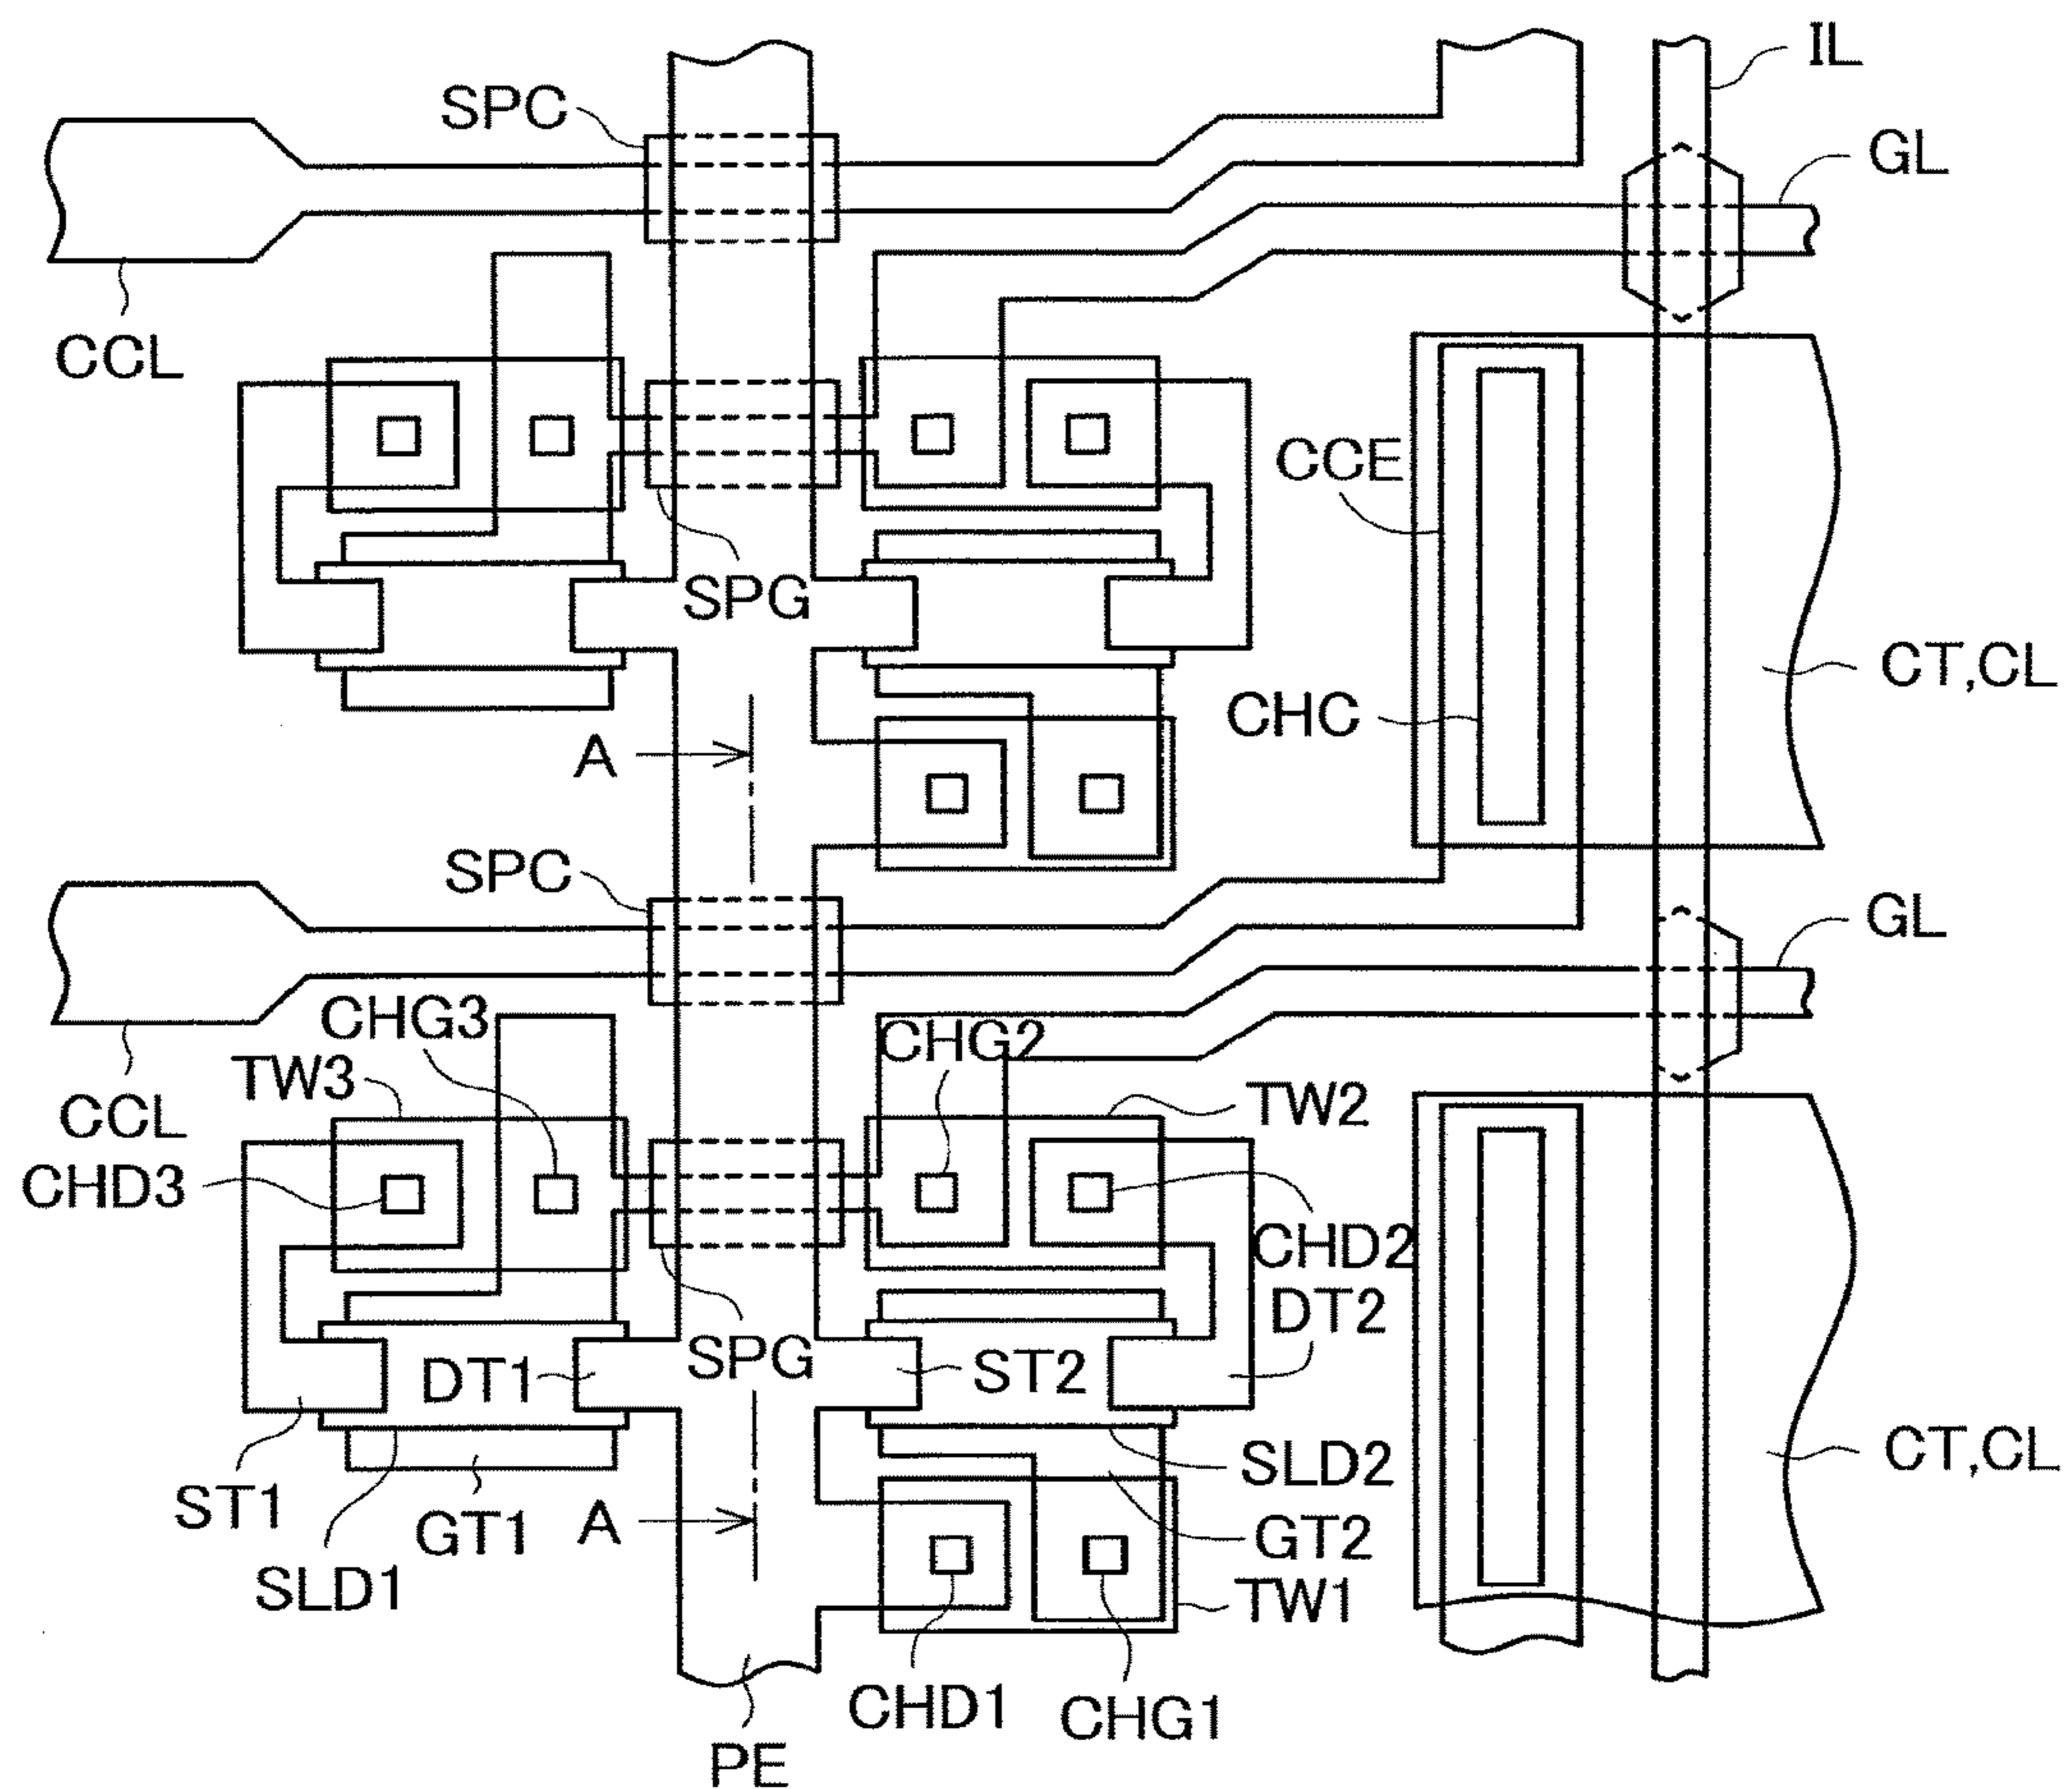 IL
SPC
GL
CCL
CCE
SPG
CT,CL
CHC
A
SPC
GL
CHG3
CHG2
TW3
TW2
CCL
CHD3
CHD2
DT2
SPG
ST2
DT1
SLD2
CT,CL
ST1
GT1
A
GT2
SLD1
TW1
CHD1
CHG1
PE